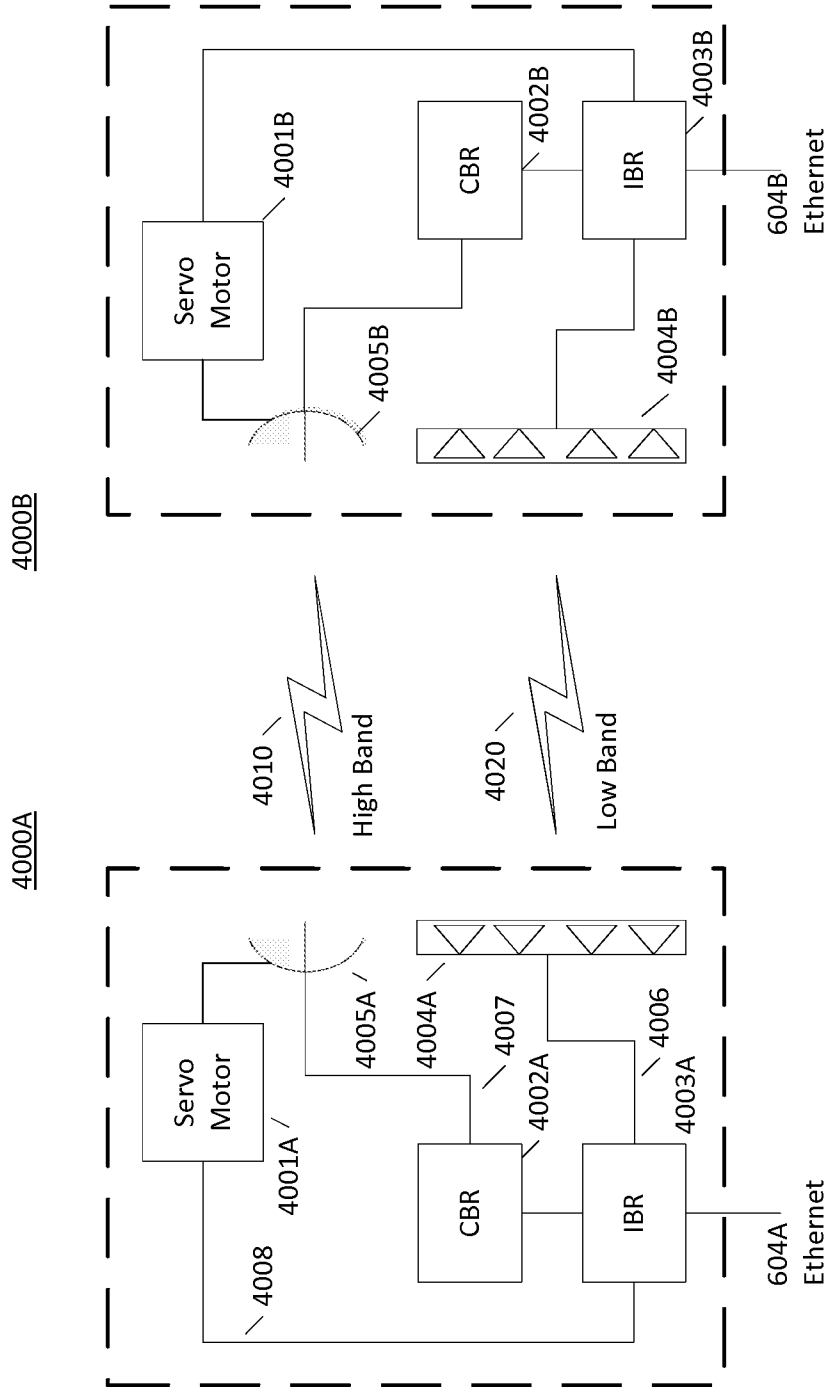 4000A
4000B
Servo
Motor
4001A
4008
4005A
4004A
CBR
4007
4002A
IBR
4006
4003A
604A
Ethernet
4010
High Band
4020
Low Band
Servo
Motor
4001B
4005B
CBR
4002B
4004B
IBR
4003B
604B
Ethernet